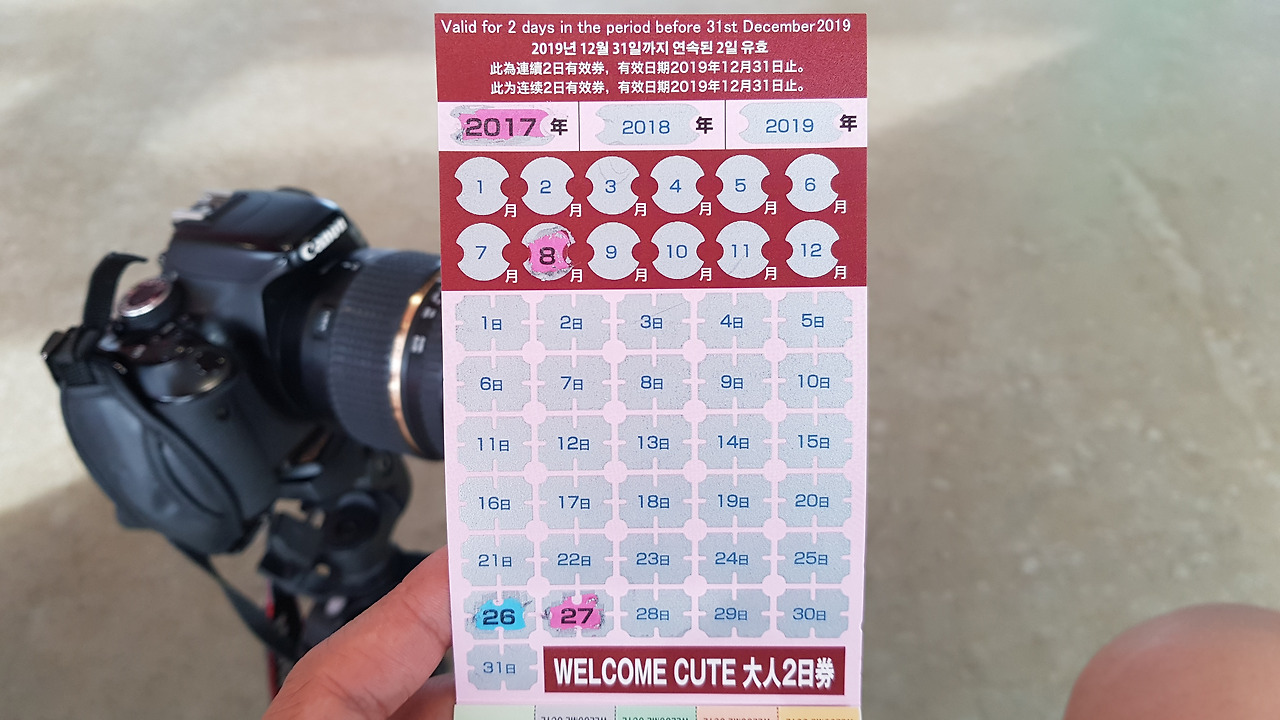 Valid for 2 days in the period before 31st December2019
2019년 12월 31일까지 연속된 2일 유효
此為連續2日有效券，有效日期2019年12月31日止。
此为连续2日有效券，有效日期2019年12月31日止。
2017年 2018年 2019年
1月 2月 3月 4月 5月 6月
7月 8月 9月 10月 11月 12月
1日 2日 3日 4日 5日
6日 7日 8日 9日 10日
11日 12日 13日 14日 15日
16日 17日 18日 19日 20日
21日 22日 23日 24日 25日
26 27 28日 29日 30日
31日 WELCOME CUTE 大人2日券
Canon